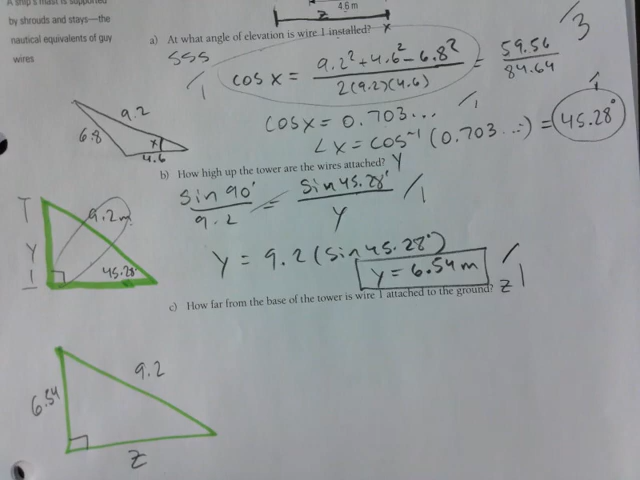 A ship's mast is supported
by shrouds and stays—the
nautical equivalents of guy
wires
4.6 m
z
x
a) At what angle of elevation is wire 1 installed?
SSS
cos x = 9.2² + 4.6² - 6.8² / 2(9.2)(4.6) = 59.56 / 84.64
/3
/1
cosx = 0.703...
/1
∠x = cos⁻¹ (0.703...) = 45.28°
1
9.2
6.8
x
4.6
b) How high up the tower are the wires attached? y
sin 90° / 9.2 = sin 45.28° / y
/1
y = 9.2 (sin 45.28°)
y = 6.54 m
9.2m
y
45.28°
c) How far from the base of the tower is wire 1 attached to the ground? z
/1
6.54
9.2
z